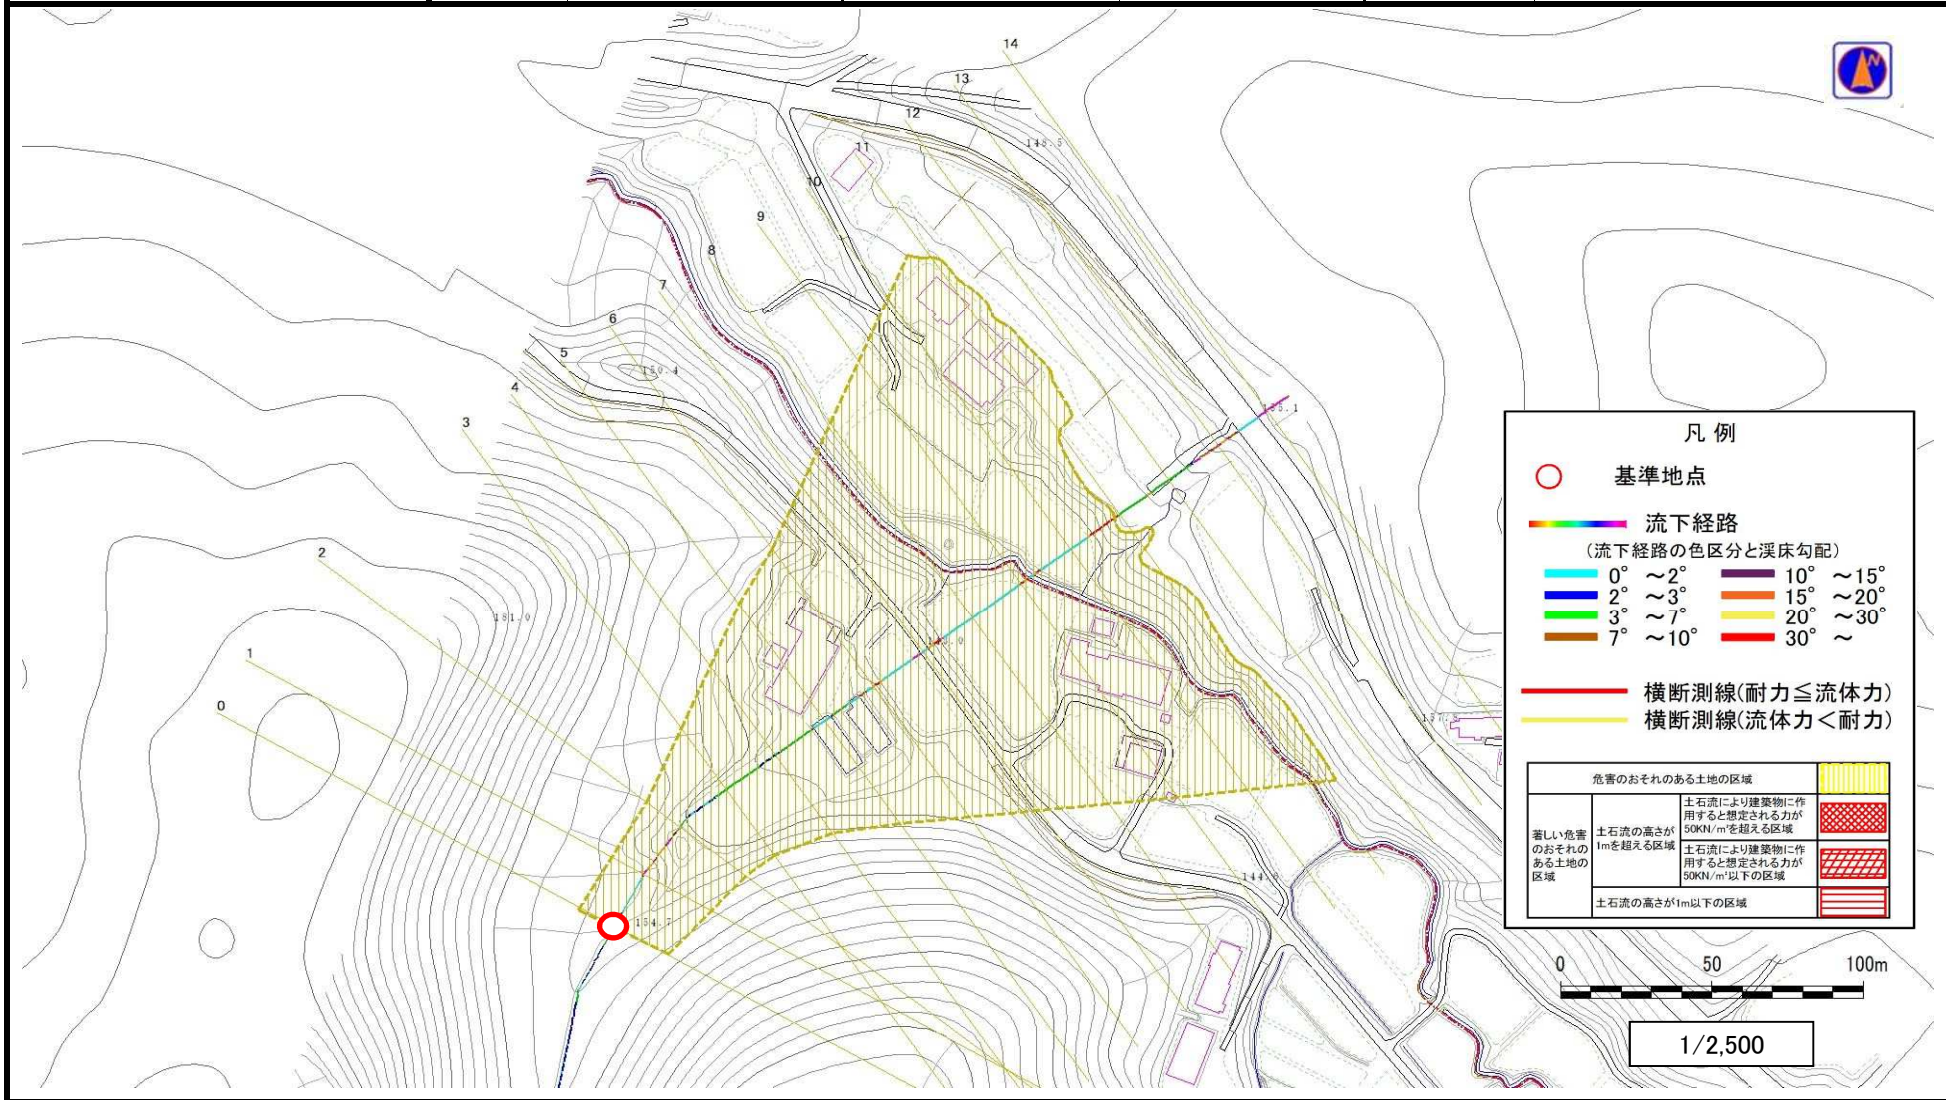 14
13
12
11
10
9
8
7
6
5
4
3
2
1
0
N
148.5
150.4
155.1
181.0
154.7
凡 例
基準地点
流下経路
(流下経路の色区分と渓床勾配)
0° ～2° 10° ～15°
2° ～3° 15° ～20°
3° ～7° 20° ～30°
7° ～10° 30° ～
横断測線(耐力≦流体力)
横断測線(流体力＜耐力)
危害のおそれのある土地の区域
著しい危害
のおそれの
ある土地の
区域
土石流の高さが
1mを超える区域
土石流により建築物に作
用すると想定される力が
50KN/㎡を超える区域
土石流により建築物に作
用すると想定される力が
50KN/㎡以下の区域
土石流の高さが1m以下の区域
0 50 100m
1/2,500